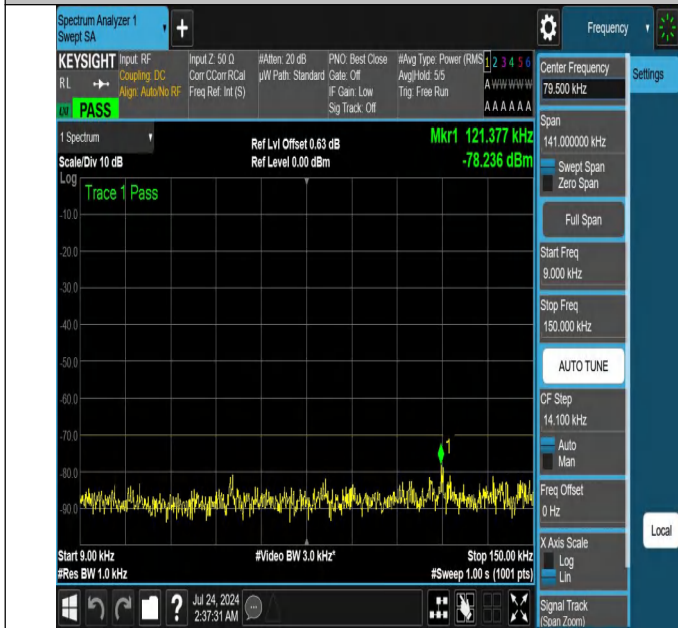 Spectrum Analyzer 1
Swept SA
+
Frequency
KEYSIGHT
RL
PASS
Input: RF
Coupling: DC
Align: Auto/No RF
Input Z: 50 Ω
Corr CCorr RCal
Freq Ref: Int (S)
#Atten: 20 dB
µW Path: Standard
PNO: Best Close
Gate: Off
IF Gain: Low
Sig Track: Off
#Avg Type: Power (RMS
Avg|Hold: 5/5
Trig: Free Run
1 2 3 4 5 6
A W W W W W
A A A A A A
1 Spectrum
Scale/Div 10 dB
Ref Lvl Offset 0.63 dB
Ref Level 0.00 dBm
Mkr1 121.377 kHz
-78.236 dBm
Log
Trace 1 Pass
-10.0
-20.0
-30.0
-40.0
-50.0
-60.0
-70.0
-80.0
-90.0
1
Start 9.00 kHz
#Video BW 3.0 kHz*
Stop 150.00 kHz
#Res BW 1.0 kHz
#Sweep 1.00 s (1001 pts)
?
Jul 24, 2024
2:37:31 AM
Center Frequency
79.500 kHz
Settings
Span
141.000000 kHz
Swept Span
Zero Span
Full Span
Start Freq
9.000 kHz
Stop Freq
150.000 kHz
AUTO TUNE
CF Step
14.100 kHz
Auto
Man
Freq Offset
0 Hz
Local
X Axis Scale
Log
Lin
Signal Track
(Span Zoom)